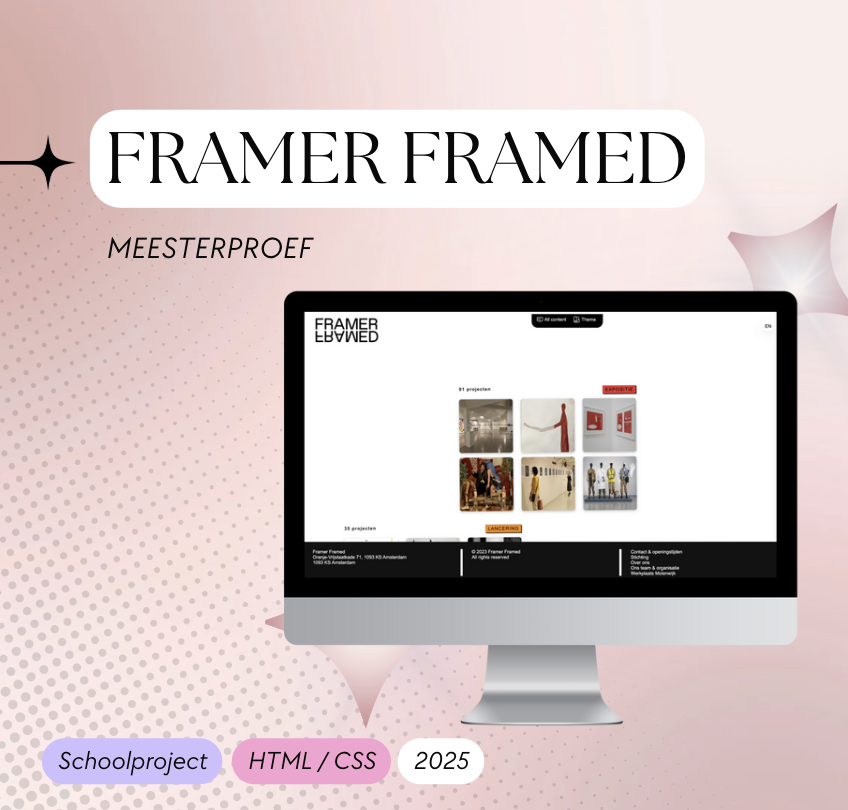 FRAMER FRAMED
MEESTERPROEF
FRAMER
FRAMED
All content Theme
EN
91 projecten
EXPOSITIE
35 projecten
LANCERING
Framer Framed
Oranje-Vrijstaatkade 71, 1093 KS Amsterdam
1093 KS Amsterdam
© 2023 Framer Framed
All rights reserved
Contact & openingstijden
Stichting
Over ons
Ons team & organisatie
Werkplaats Molenwijk
Schoolproject
HTML / CSS
2025